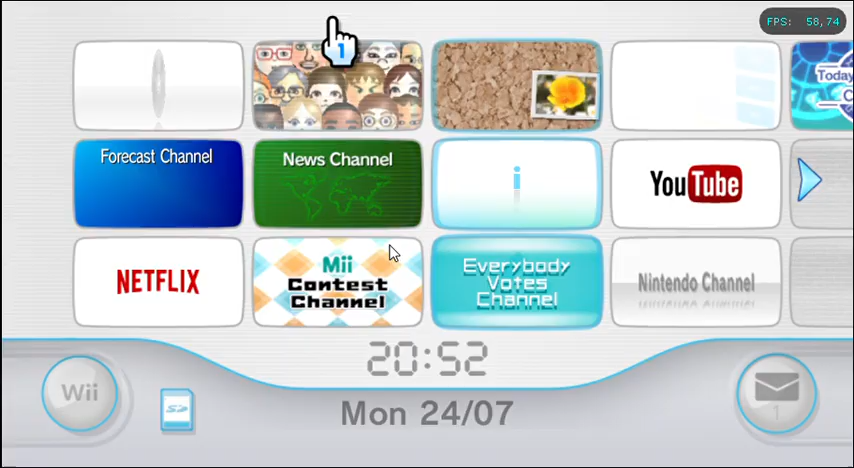 FPS: 58,74
1
Today
C
Forecast Channel
News Channel
i
YouTube
NETFLIX
Mii
Contest
Channel
Everybody
Votes
Channel
Nintendo Channel
20:52
Wii
SD
Mon 24/07
1